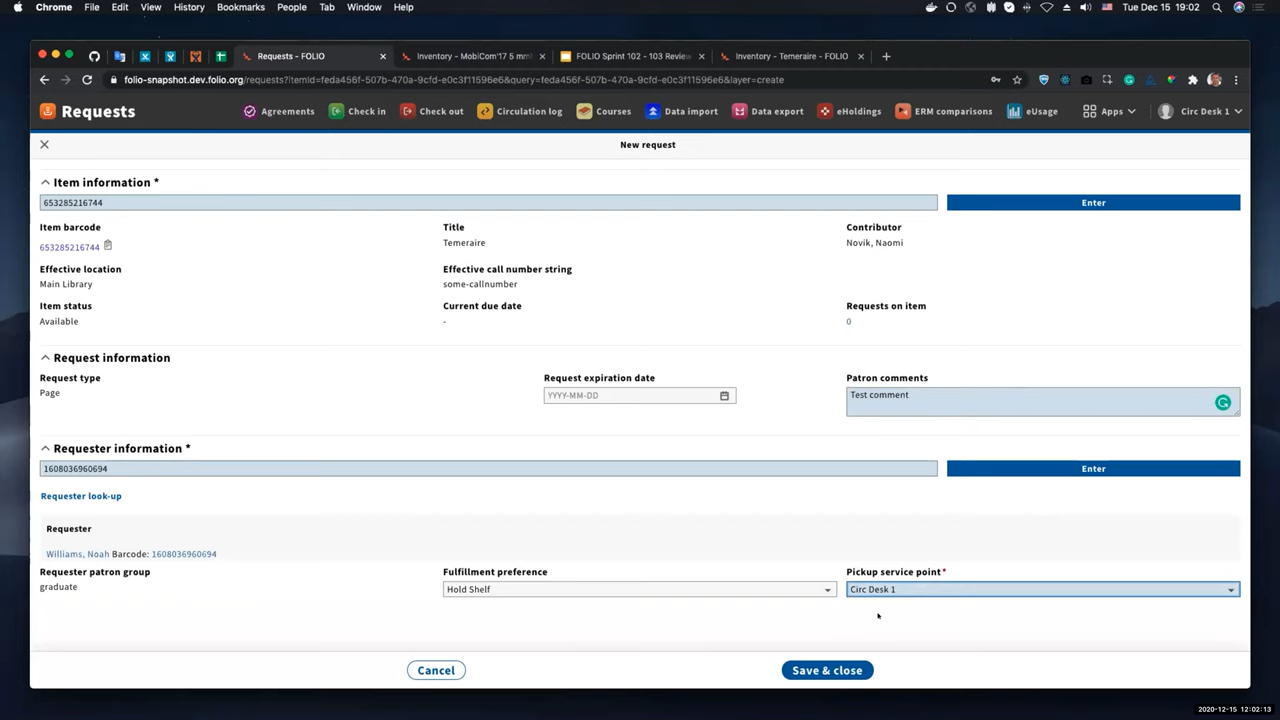 Chrome File Edit View History Bookmarks People Tab Window Help Tue Dec 15 19:02
Requests - FOLIO Inventory - MobiCom'17 5 mmW FOLIO Sprint 102 - 103 Review Inventory - Temeraire - FOLIO
folio-snapshot.dev.folio.org/requests?itemId=feda456f-507b-470a-9cfd-e0c3f11596e6&query=feda456f-507b-470a-9cfd-e0c3f11596e6&layer=create
Requests Agreements Check in Check out Circulation log Courses Data import Data export eHoldings ERM comparisons eUsage Apps Circ Desk 1
New request
Item information *
653285216744 Enter
Item barcode Title Contributor
653285216744 Temeraire Novik, Naomi
Effective location Effective call number string
Main Library some-callnumber
Item status Current due date Requests on item
Available - 0
Request information
Request type Request expiration date Patron comments
Page YYYY-MM-DD Test comment
Requester information *
1608036960694 Enter
Requester look-up
Requester
Williams, Noah Barcode: 1608036960694
Requester patron group Fulfillment preference Pickup service point*
graduate Hold Shelf Circ Desk 1
Cancel Save & close
2020-12-15 12:02:13